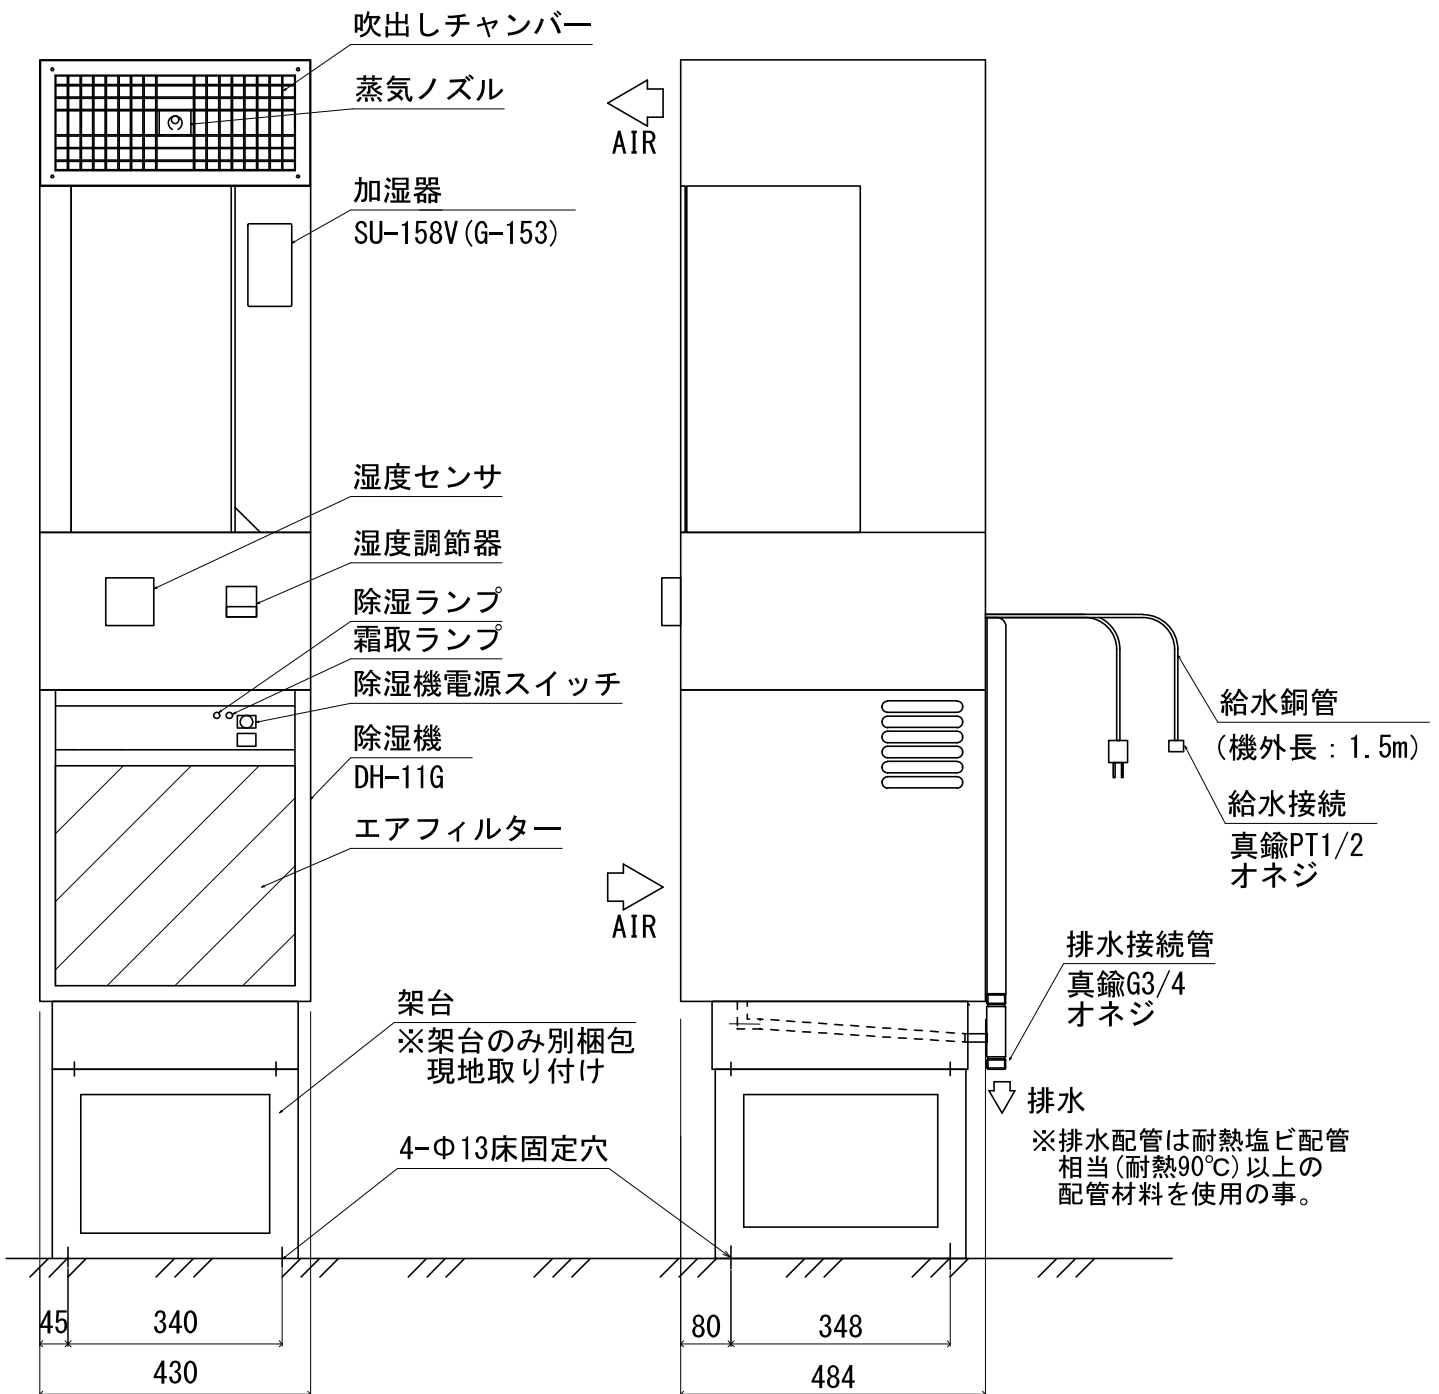 吹出しチャンバー
蒸気ノズル
AIR
加湿器
SU-158V(G-153)
湿度センサ
湿度調節器
除湿ランプ
霜取ランプ
除湿機電源スイッチ
除湿機
DH-11G
エアフィルター
AIR
給水銅管
(機外長：1.5m)
給水接続
真鍮PT1/2
オネジ
排水接続管
真鍮G3/4
オネジ
架台
※架台のみ別梱包
現地取り付け
排水
※排水配管は耐熱塩ビ配管
相当(耐熱90℃)以上の
配管材料を使用の事。
4-Φ13床固定穴
45
340
430
80
348
484